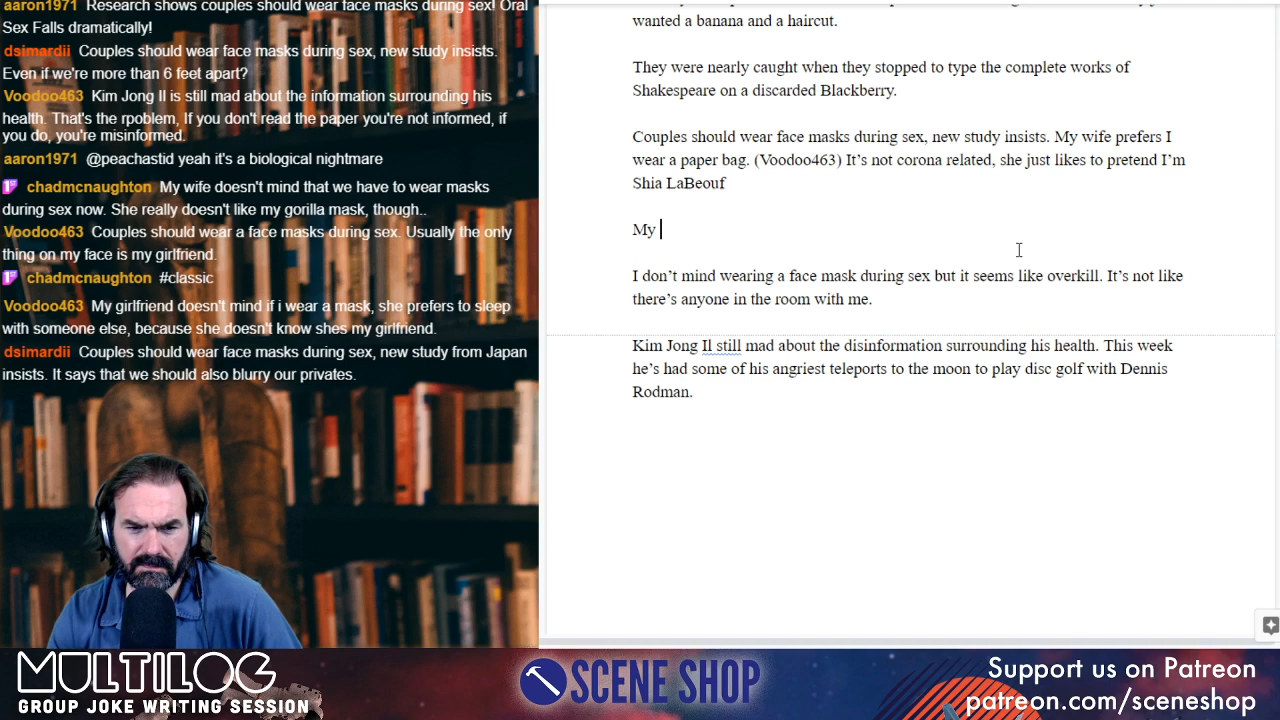 aaron1971 Research shows couples should wear face masks during sex! Oral
Sex Falls dramatically!
dsimardii Couples should wear face masks during sex, new study insists.
Even if we're more than 6 feet apart?
Voodoo463 Kim Jong Il is still mad about the information surrounding his
health. That's the rpoblem, If you don't read the paper you're not informed, if
you do, you're misinformed.
aaron1971 @peachastid yeah it's a biological nightmare
chadmcnaughton My wife doesn't mind that we have to wear masks
during sex now. She really doesn't like my gorilla mask, though..
Voodoo463 Couples should wear a face masks during sex. Usually the only
thing on my face is my girlfriend.
chadmcnaughton #classic
Voodoo463 My girlfriend doesn't mind if i wear a mask, she prefers to sleep
with someone else, because she doesn't know shes my girlfriend.
dsimardii Couples should wear face masks during sex, new study from Japan
insists. It says that we should also blurry our privates.
wanted a banana and a haircut.
They were nearly caught when they stopped to type the complete works of
Shakespeare on a discarded Blackberry.
Couples should wear face masks during sex, new study insists. My wife prefers I
wear a paper bag. (Voodoo463) It’s not corona related, she just likes to pretend I’m
Shia LaBeouf
My
I don’t mind wearing a face mask during sex but it seems like overkill. It’s not like
there’s anyone in the room with me.
Kim Jong Il still mad about the disinformation surrounding his health. This week
he’s had some of his angriest teleports to the moon to play disc golf with Dennis
Rodman.
MULTILOG
GROUP JOKE WRITING SESSION
SCENE SHOP
Support us on Patreon
patreon.com/sceneshop